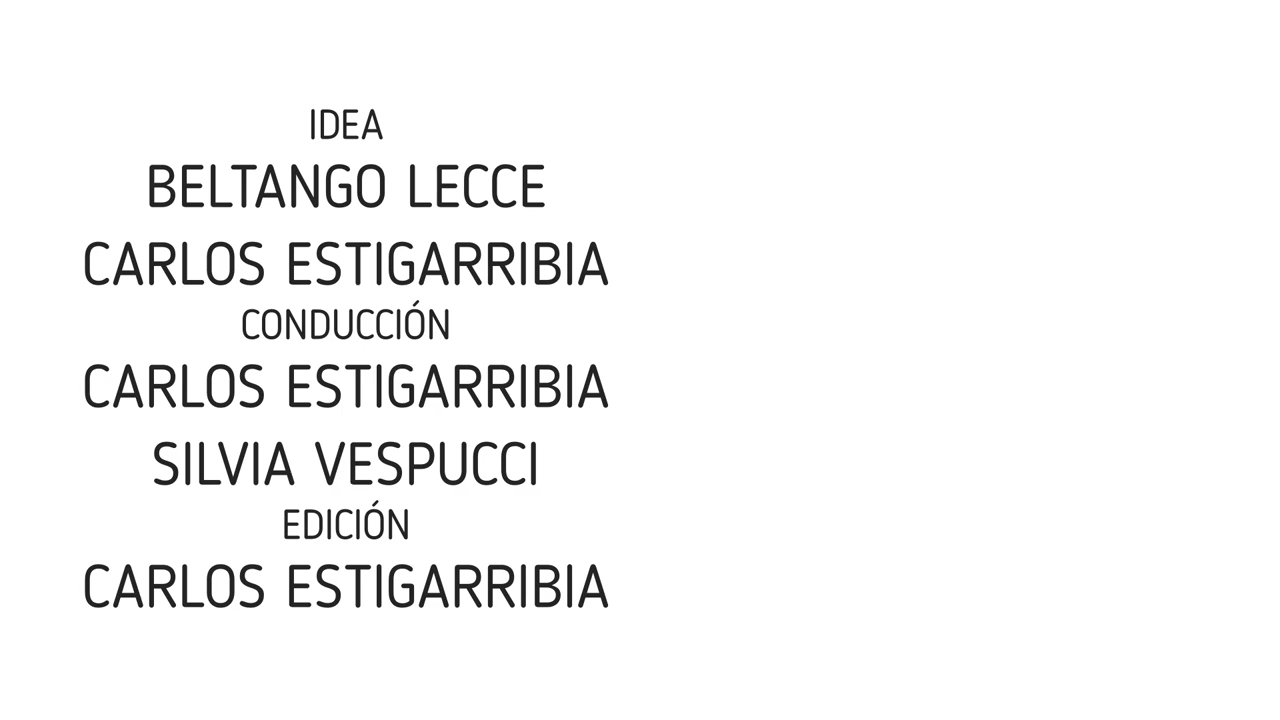 IDEA
BELTANGO LECCE
CARLOS ESTIGARRIBIA
CONDUCCIÓN
CARLOS ESTIGARRIBIA
SILVIA VESPUCCI
EDICIÓN
CARLOS ESTIGARRIBIA